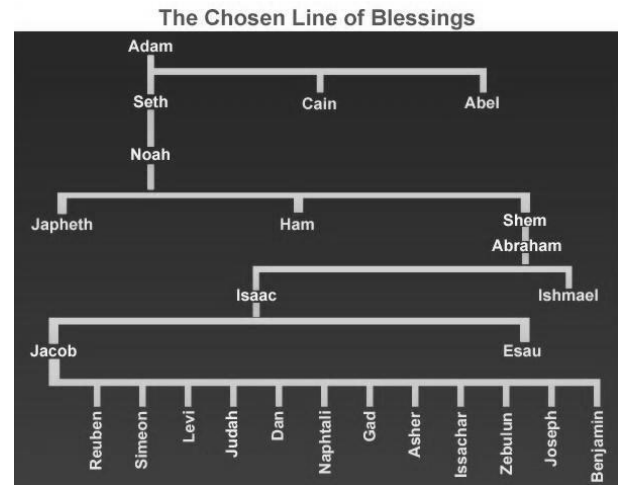 The Chosen Line of Blessings
Adam
Seth Cain Abel
Noah
Japheth Ham Shem
Abraham
Isaac Ishmael
Jacob Esau
Reuben Simeon Levi Judah Dan Naphtali Gad Asher Issachar Zebulun Joseph Benjamin